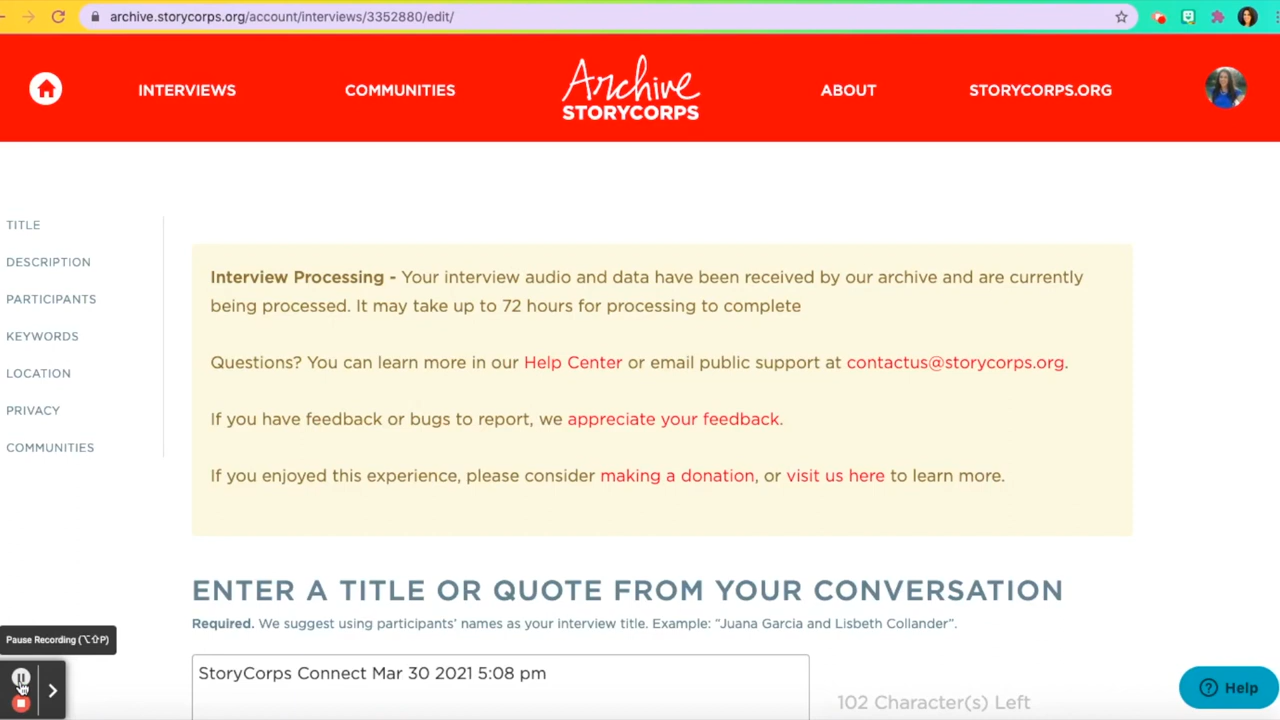 archive.storycorps.org/account/interviews/3352880/edit/
INTERVIEWS
COMMUNITIES
Archive
STORYCORPS
ABOUT
STORYCORPS.ORG
TITLE
DESCRIPTION
PARTICIPANTS
KEYWORDS
LOCATION
PRIVACY
COMMUNITIES
Interview Processing - Your interview audio and data have been received by our archive and are currently
being processed. It may take up to 72 hours for processing to complete
Questions? You can learn more in our Help Center or email public support at contactus@storycorps.org.
If you have feedback or bugs to report, we appreciate your feedback.
If you enjoyed this experience, please consider making a donation, or visit us here to learn more.
ENTER A TITLE OR QUOTE FROM YOUR CONVERSATION
Required. We suggest using participants' names as your interview title. Example: "Juana Garcia and Lisbeth Collander".
StoryCorps Connect Mar 30 2021 5:08 pm
102 Character(s) Left
Pause Recording (⌥⇧P)
Help